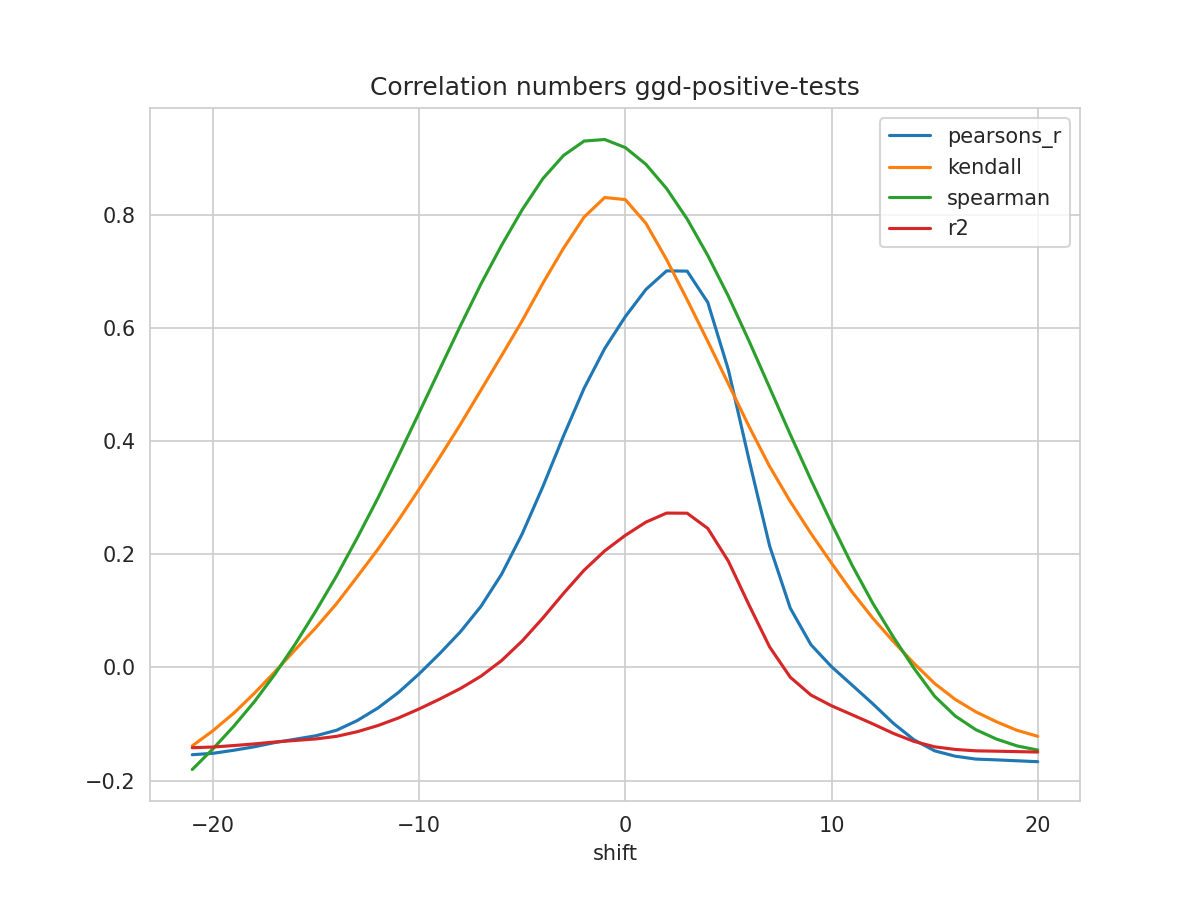 Correlation numbers ggd-positive-tests
pearsons_r
kendall
spearman
r2
0.8
0.6
0.4
0.2
0.0
−0.2
−20
−10
0
10
20
shift